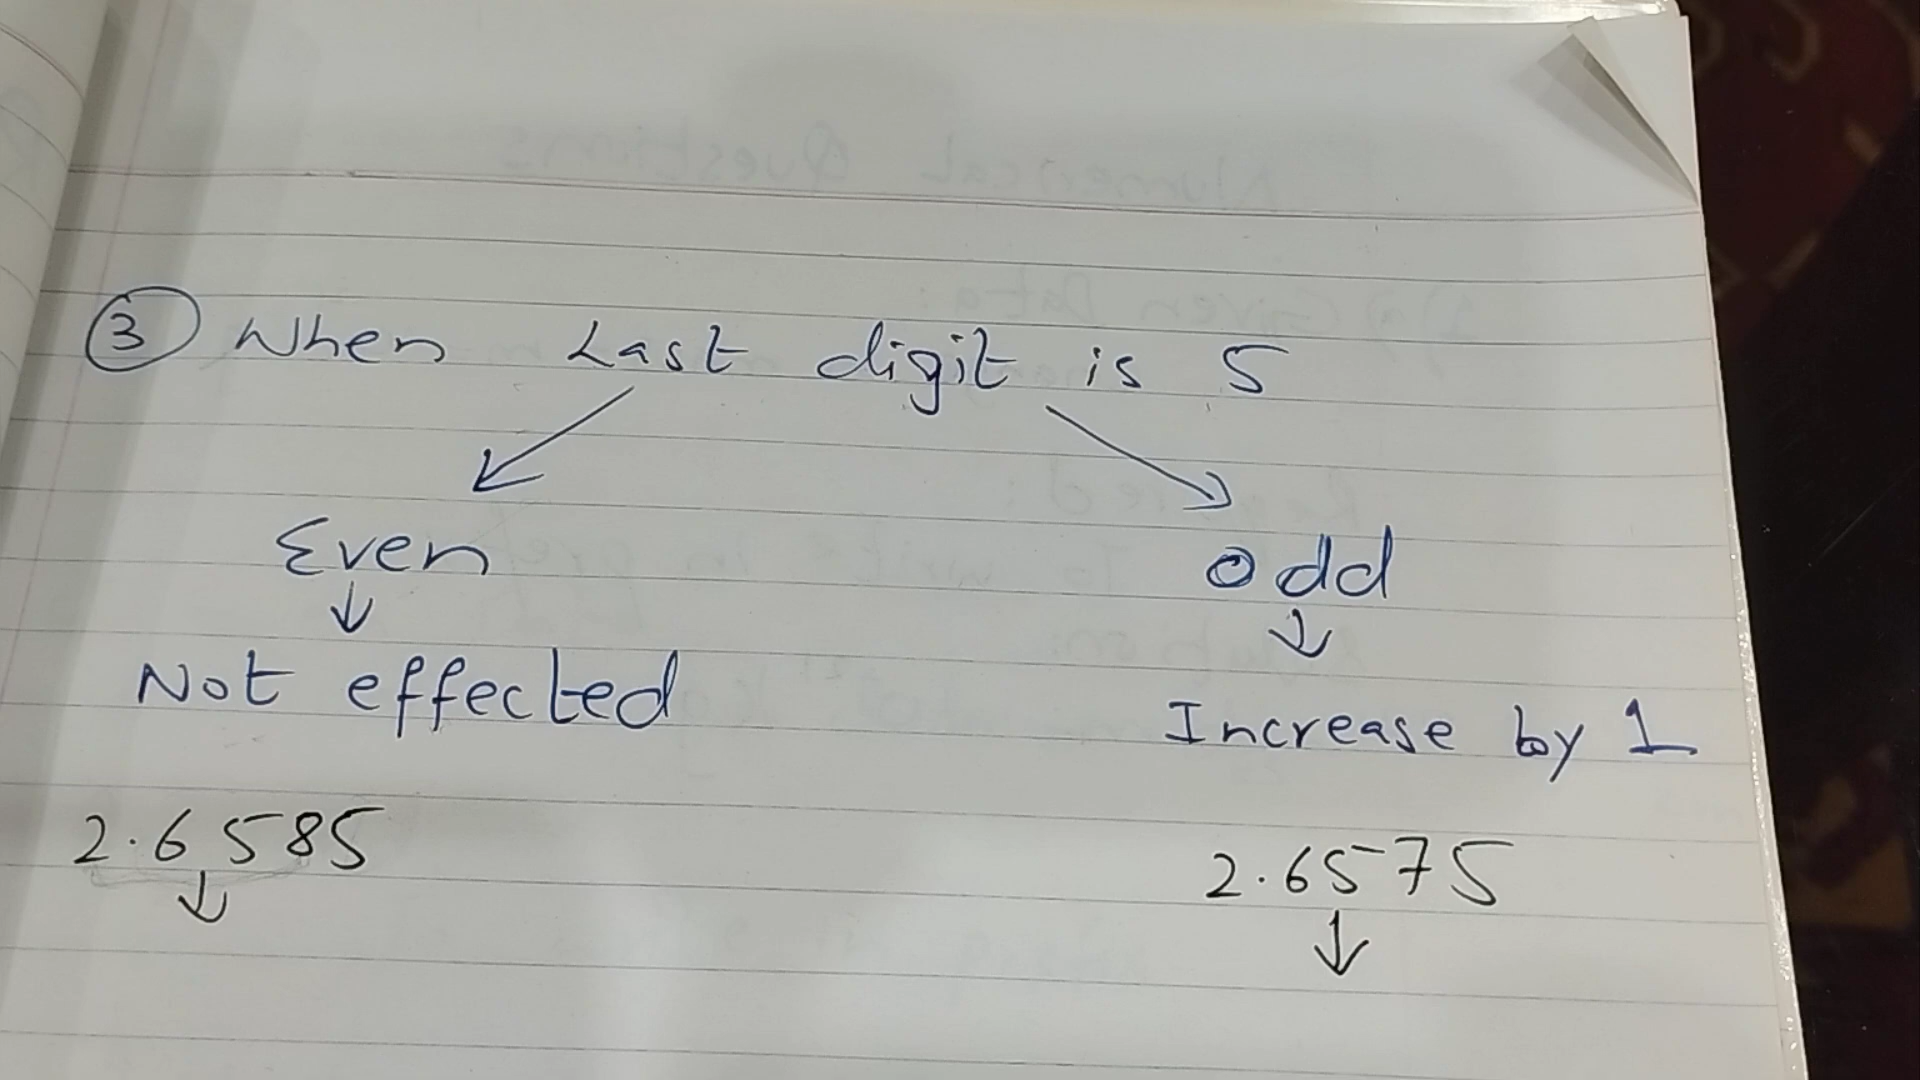 3 When Last digit is 5
Even Odd
Not effected Increase by 1
2.6585 2.6575